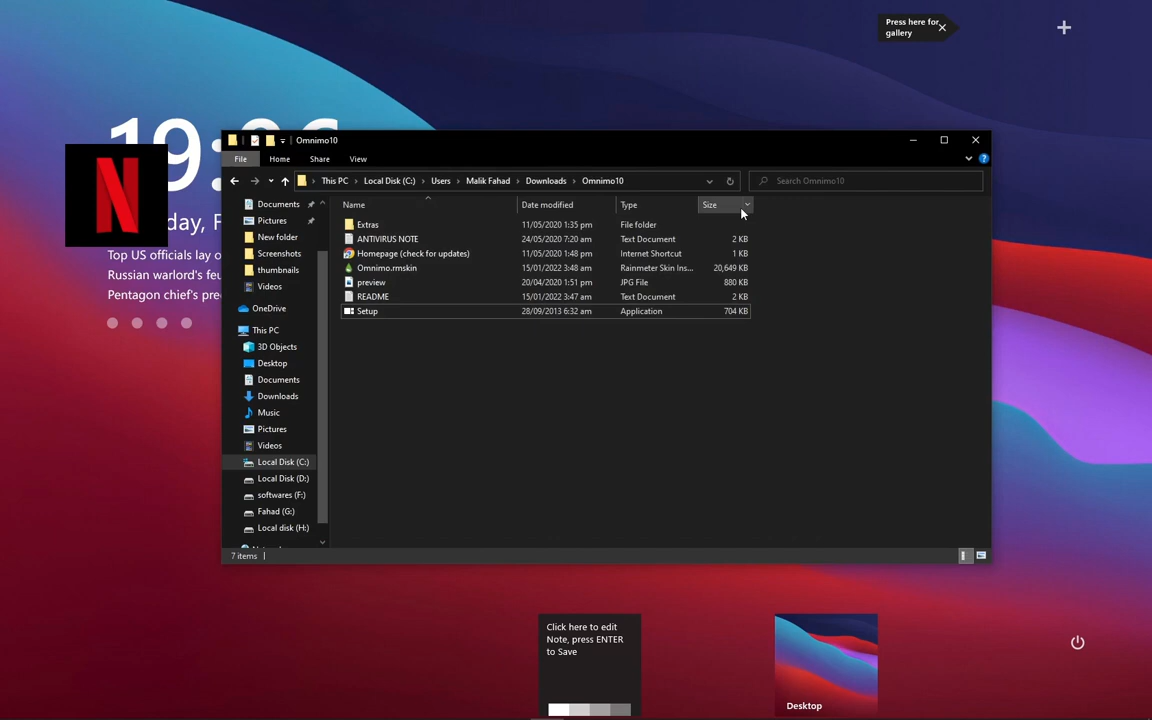 Press here for
gallery
19:
day, F
Top US officials lay o
Russian warlord's feu
Pentagon chief's pre
N
Omnimo10
File Home Share View
This PC Local Disk (C:) Users Malik Fahad Downloads Omnimo10
Search Omnimo10
Documents
Pictures
New folder
Screenshots
thumbnails
Videos
OneDrive
This PC
3D Objects
Desktop
Documents
Downloads
Music
Pictures
Videos
Local Disk (C:)
Local Disk (D:)
softwares (F:)
Fahad (G:)
Local disk (H:)
Name Date modified Type Size
Extras 11/05/2020 1:35 pm File folder
ANTIVIRUS NOTE 24/05/2020 7:20 am Text Document 2 KB
Homepage (check for updates) 11/05/2020 1:48 pm Internet Shortcut 1 KB
Omnimo.rmskin 15/01/2022 3:48 am Rainmeter Skin Ins... 20,649 KB
preview 20/04/2020 1:51 pm JPG File 880 KB
README 15/01/2022 3:47 am Text Document 2 KB
Setup 28/09/2013 6:32 am Application 704 KB
7 items
Click here to edit
Note, press ENTER
to Save
Desktop